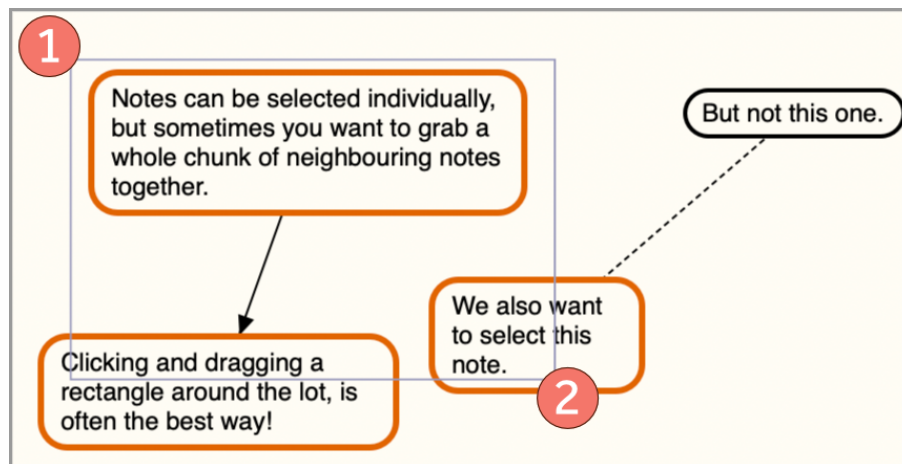 1
Notes can be selected individually,
but sometimes you want to grab a
whole chunk of neighbouring notes
together.
But not this one.
We also want
to select this
note.
Clicking and dragging a
rectangle around the lot, is
often the best way!
2